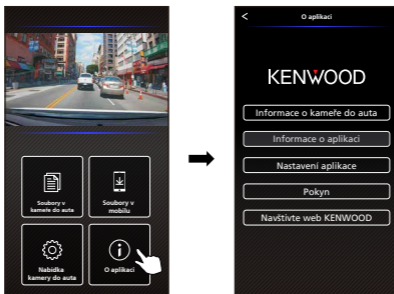 Soubory v
kameře do auta
Soubory v
mobilu
Nabídka
kamery do auta
O aplikaci
<
O aplikaci
KENWOOD
Informace o kameře do auta
Informace o aplikaci
Nastavení aplikace
Pokyn
Navštivte web KENWOOD